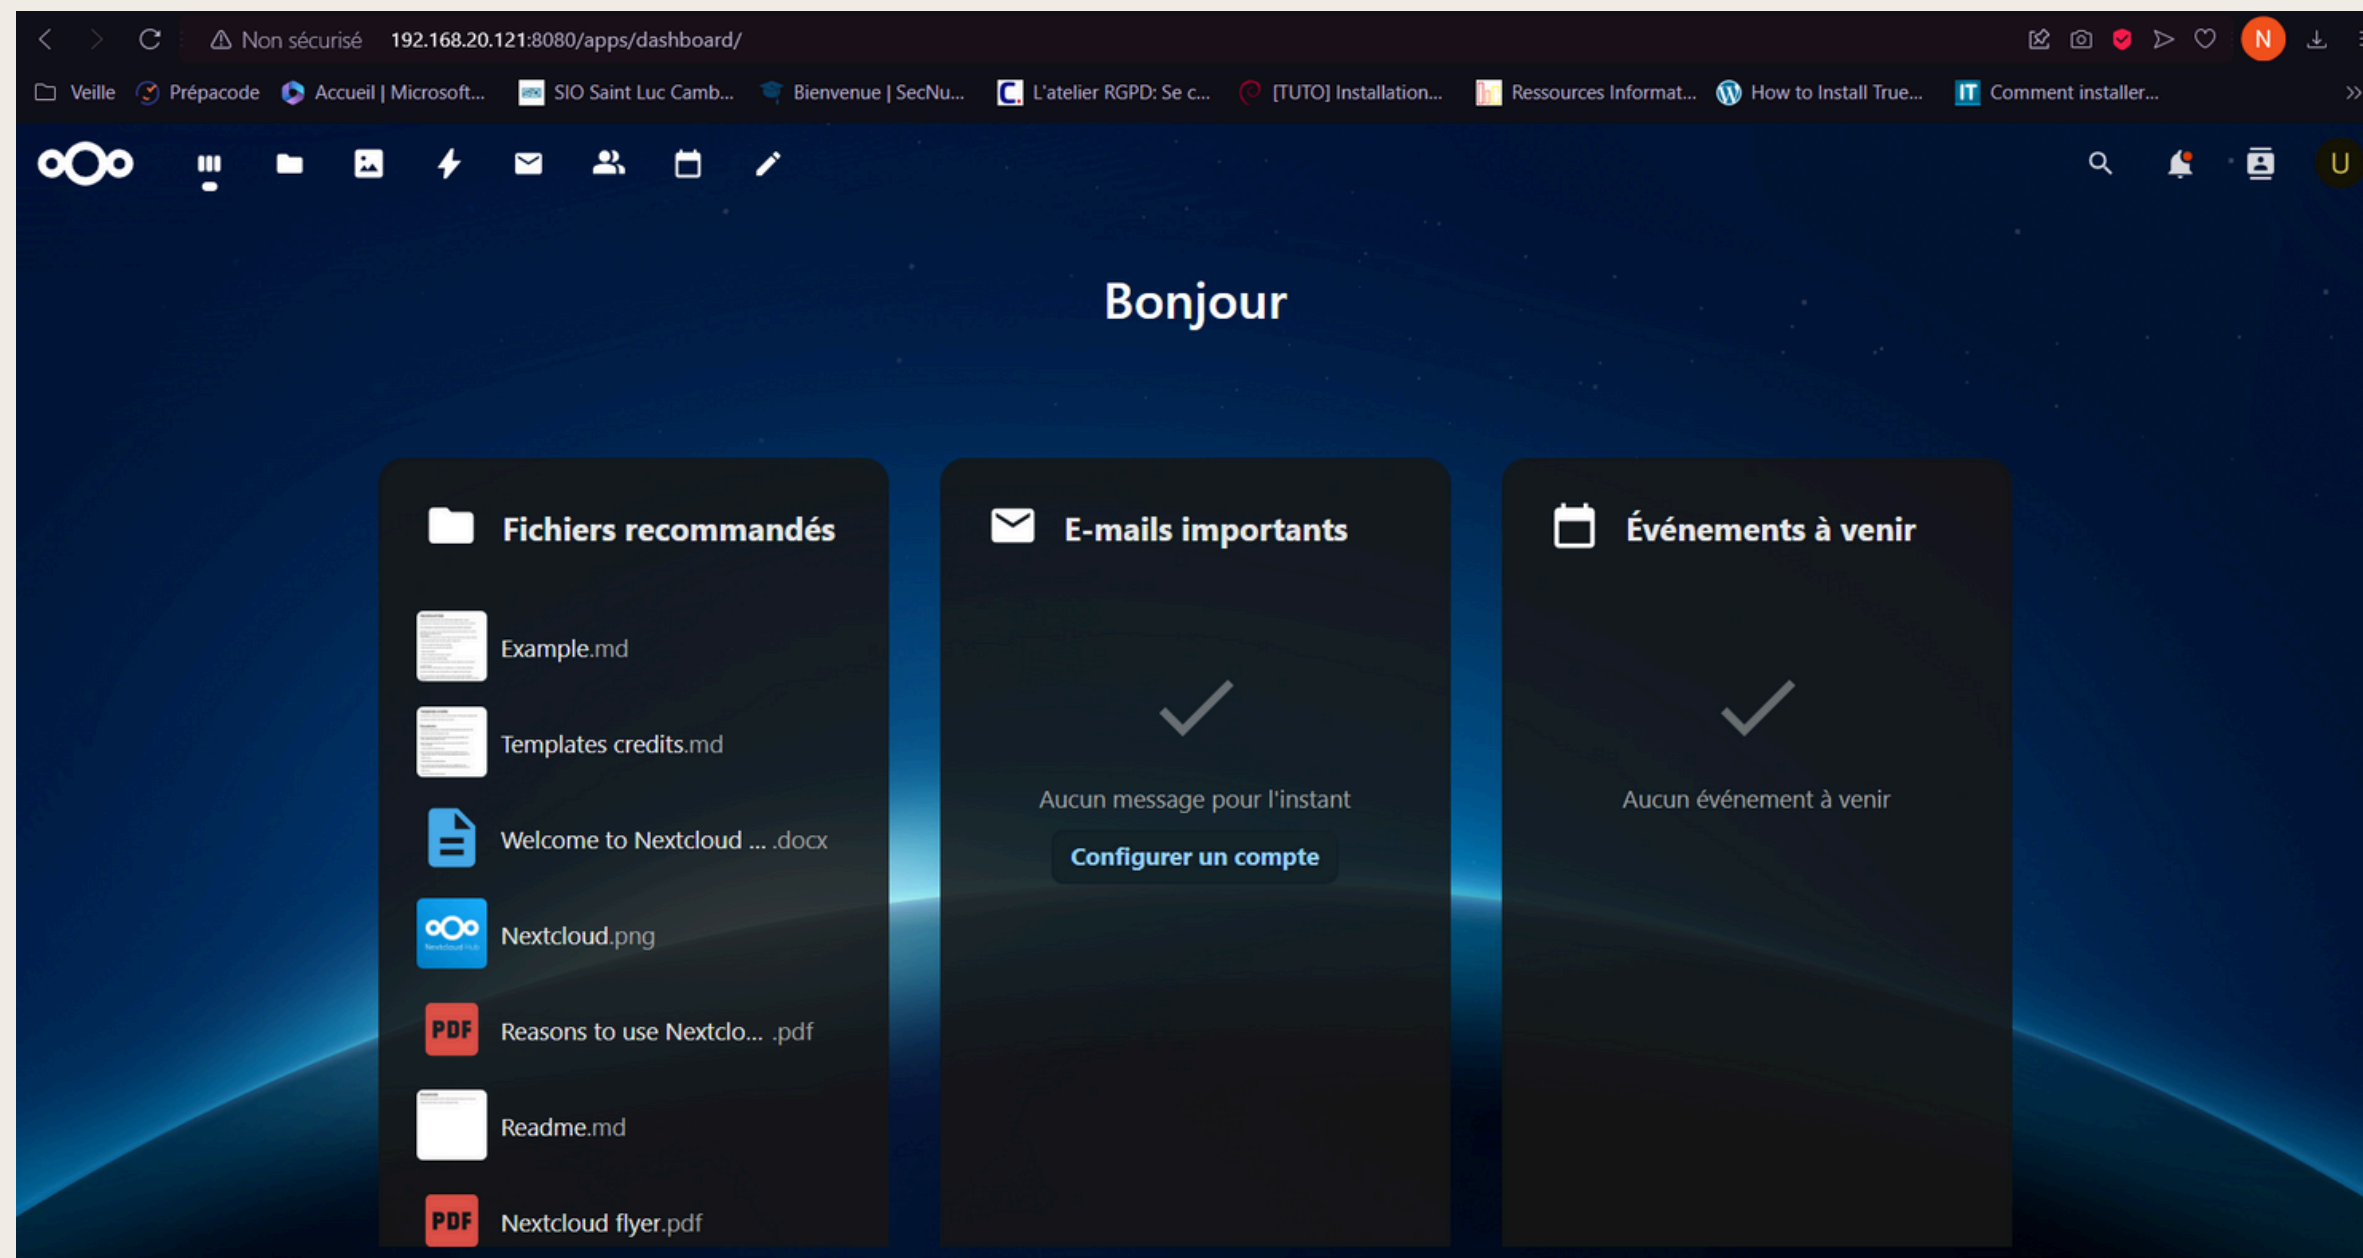 Non sécurisé 192.168.20.121:8080/apps/dashboard/
N
Veille Prépacode Accueil | Microsoft... SIO Saint Luc Camb... Bienvenue | SecNu... L'atelier RGPD: Se c... [TUTO] Installation... Ressources Informat... How to Install True... IT Comment installer...
U
Bonjour
Fichiers recommandés
Example.md
Templates credits.md
Welcome to Nextcloud ... .docx
Nextcloud Hub
Nextcloud.png
PDF
Reasons to use Nextclo... .pdf
Readme.md
PDF
Nextcloud flyer.pdf
E-mails importants
Aucun message pour l'instant
Configurer un compte
Événements à venir
Aucun événement à venir